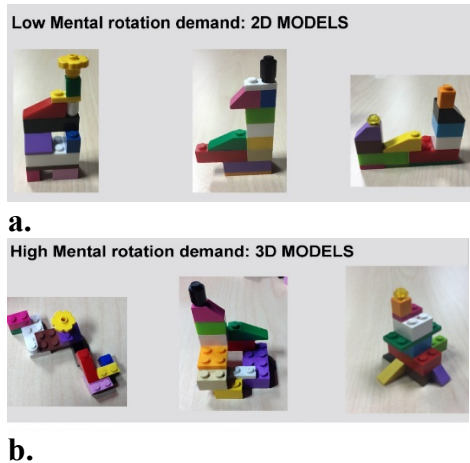 Low Mental rotation demand: 2D MODELS
a.
High Mental rotation demand: 3D MODELS
b.